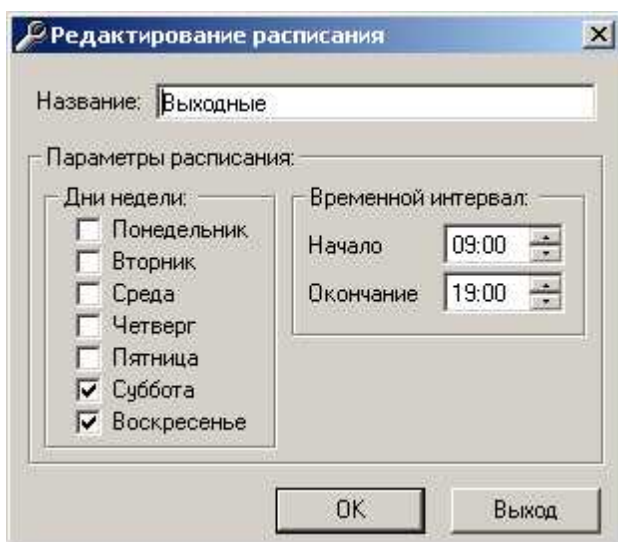 Редактирование расписания
Название: Выходные
Параметры расписания:
Дни недели:
Понедельник
Вторник
Среда
Четверг
Пятница
Суббота
Воскресенье
Временной интервал:
Начало 09:00
Окончание 19:00
OK Выход